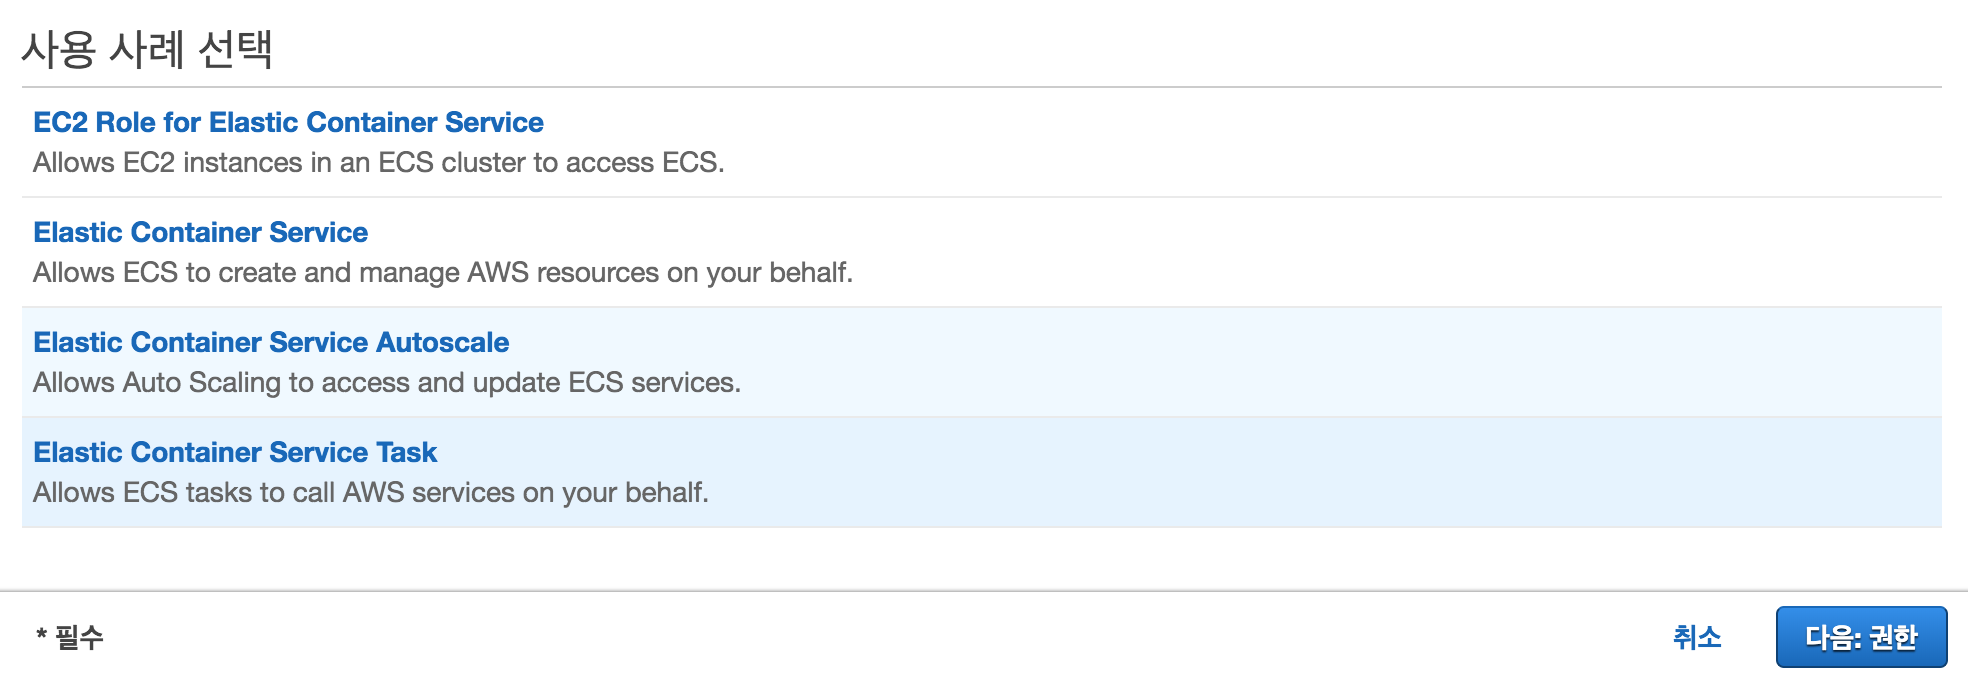 사용 사례 선택
EC2 Role for Elastic Container Service
Allows EC2 instances in an ECS cluster to access ECS.
Elastic Container Service
Allows ECS to create and manage AWS resources on your behalf.
Elastic Container Service Autoscale
Allows Auto Scaling to access and update ECS services.
Elastic Container Service Task
Allows ECS tasks to call AWS services on your behalf.
* 필수
취소
다음: 권한